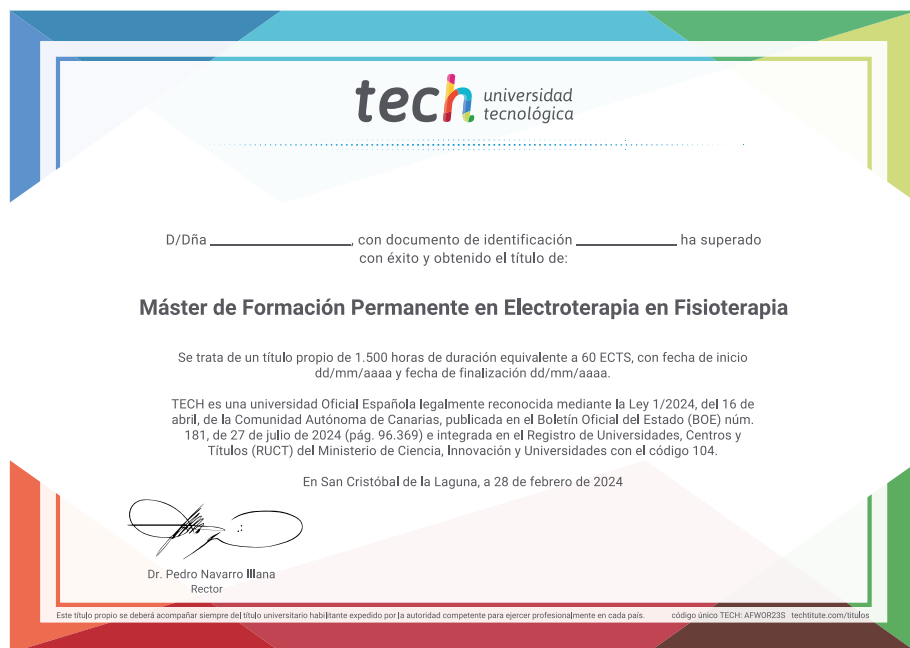 tech universidad
tecnológica
D/Dña ______________, con documento de identificación ____________ ha superado
con éxito y obtenido el título de:
Máster de Formación Permanente en Electroterapia en Fisioterapia
Se trata de un título propio de 1.500 horas de duración equivalente a 60 ECTS, con fecha de inicio
dd/mm/aaaa y fecha de finalización dd/mm/aaaa.
TECH es una universidad Oficial Española legalmente reconocida mediante la Ley 1/2024, del 16 de
abril, de la Comunidad Autónoma de Canarias, publicada en el Boletín Oficial del Estado (BOE) núm.
181, de 27 de julio de 2024 (pág. 96.369) e integrada en el Registro de Universidades, Centros y
Títulos (RUCT) del Ministerio de Ciencia, Innovación y Universidades con el código 104.
En San Cristóbal de la Laguna, a 28 de febrero de 2024
Dr. Pedro Navarro Illana
Rector
Este título propio se deberá acompañar siempre del título universitario habilitante expedido por la autoridad competente para ejercer profesionalmente en cada país. código único TECH: AFWOR23S techtitute.com/titulos